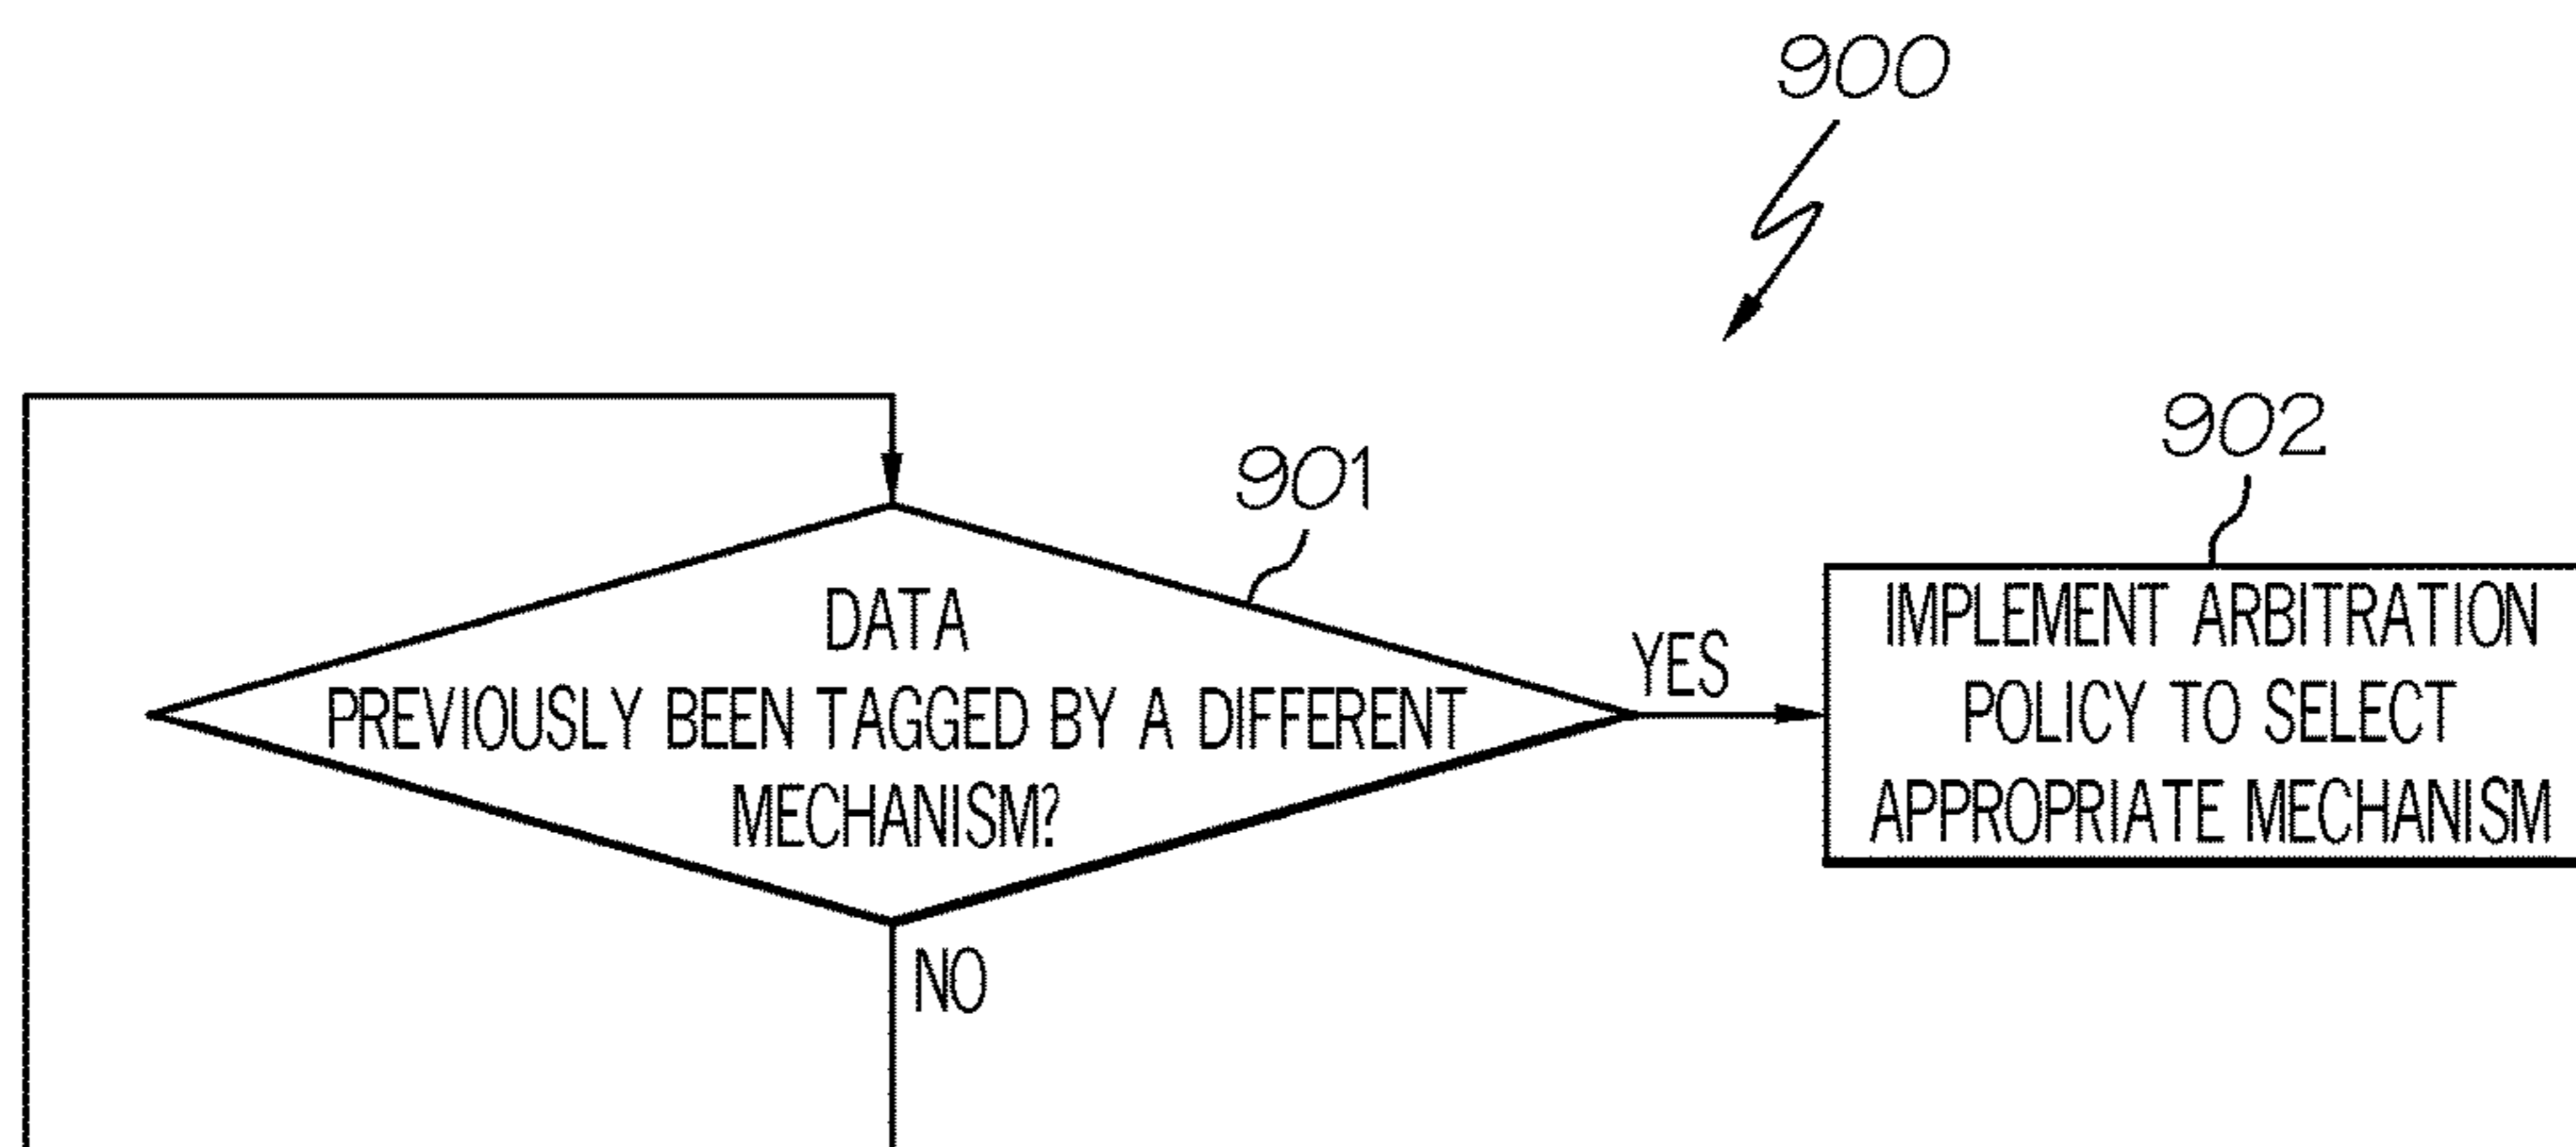 900
901
902
DATA
PREVIOUSLY BEEN TAGGED BY A DIFFERENT
MECHANISM?
YES
IMPLEMENT ARBITRATION
POLICY TO SELECT
APPROPRIATE MECHANISM
NO